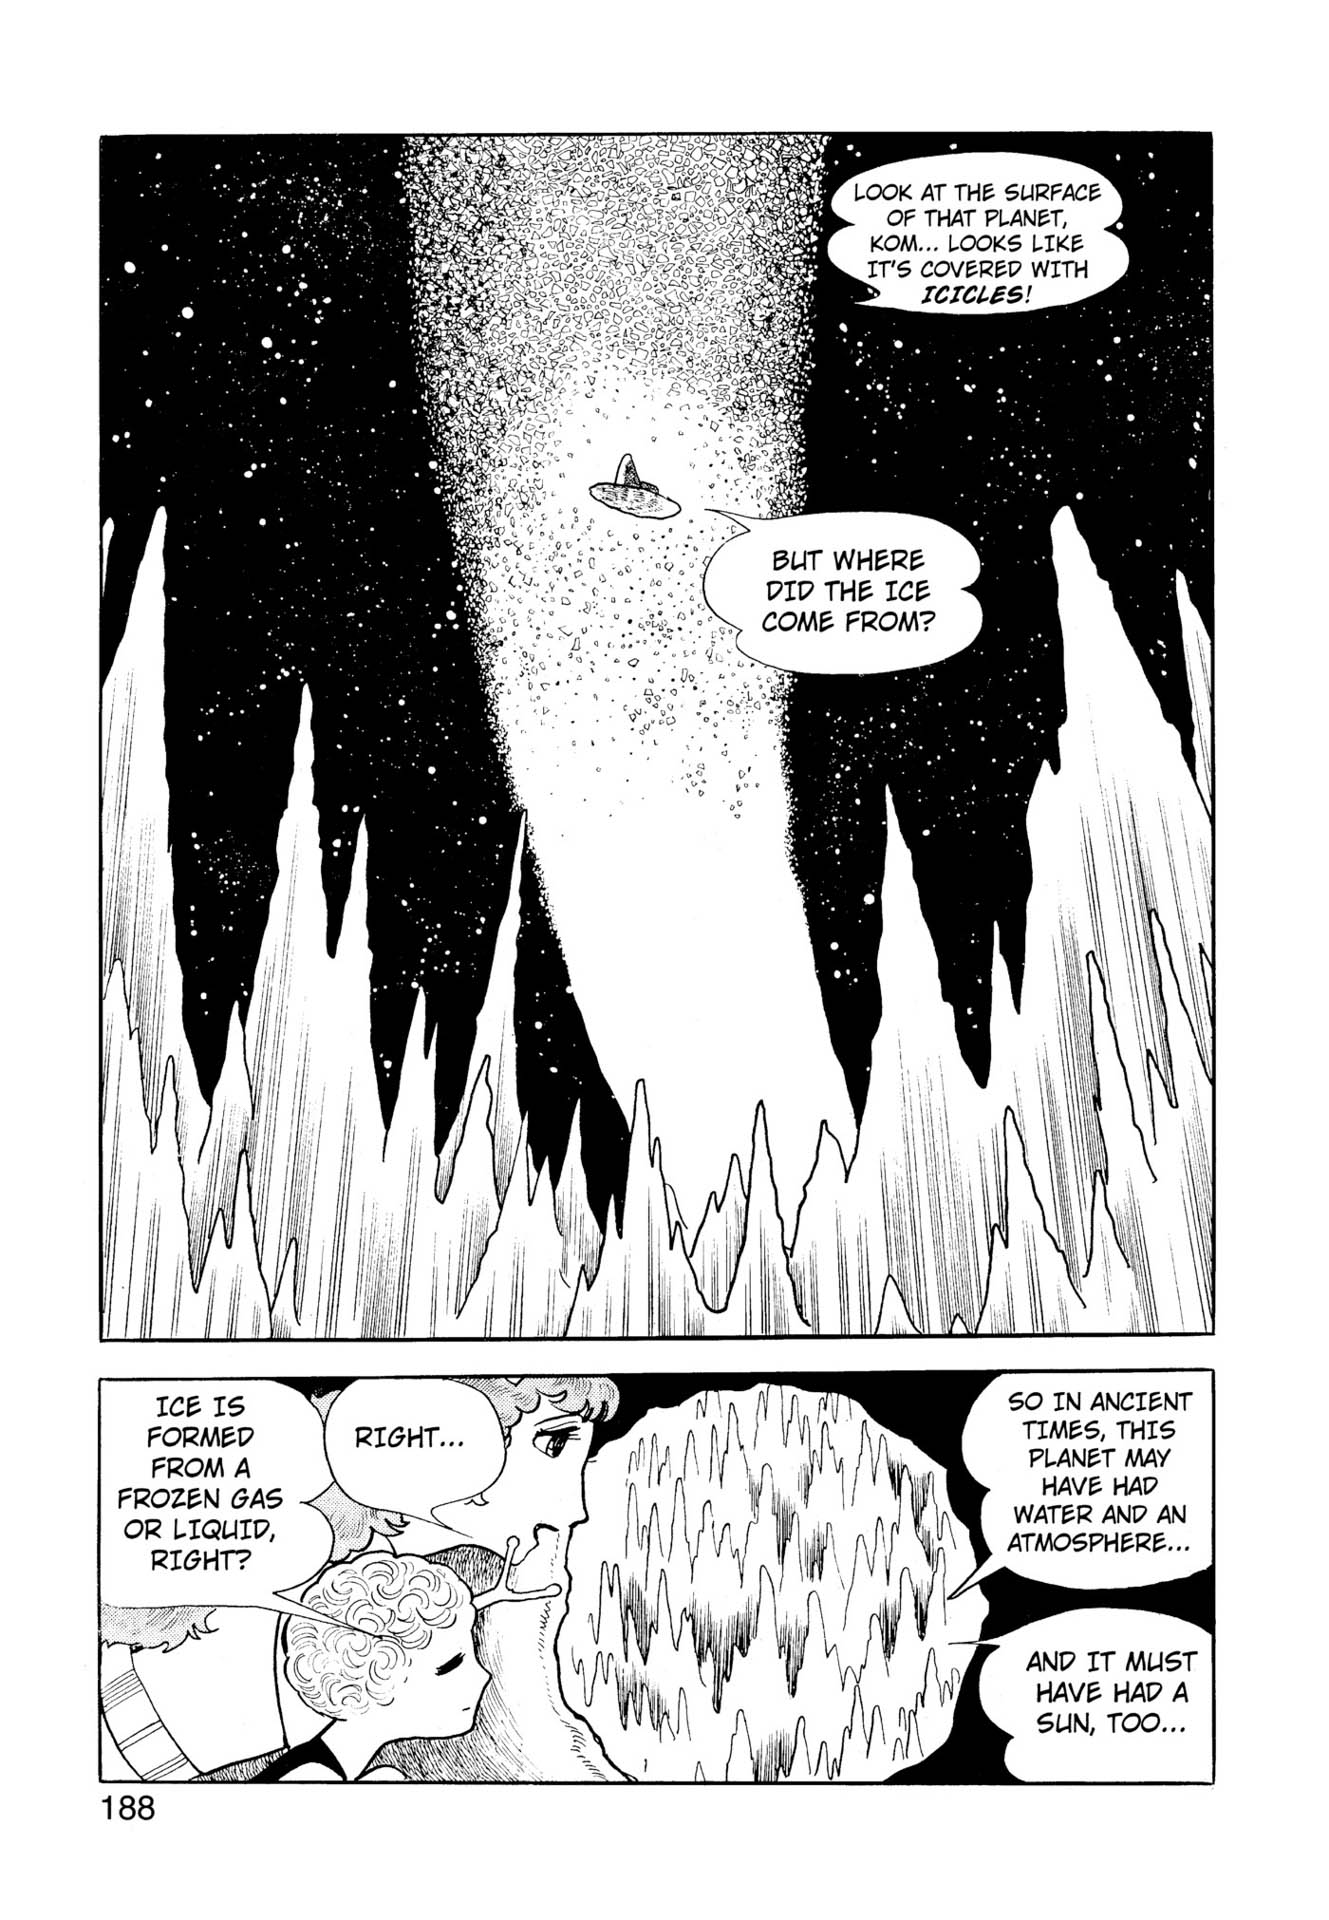 LOOK AT THE SURFACE
OF THAT PLANET,
KOM... LOOKS LIKE
IT'S COVERED WITH
ICICLES!
BUT WHERE
DID THE ICE
COME FROM?
ICE IS
FORMED
FROM A
FROZEN GAS
OR LIQUID,
RIGHT?
RIGHT...
SO IN ANCIENT
TIMES, THIS
PLANET MAY
HAVE HAD
WATER AND AN
ATMOSPHERE...
AND IT MUST
HAVE HAD A
SUN, TOO...
188